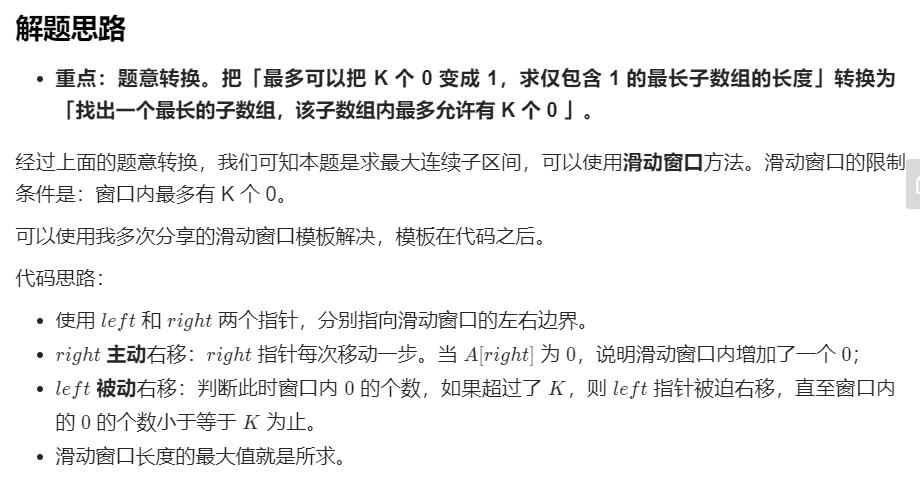 解题思路
• 重点：题意转换。把「最多可以把 K 个 0 变成 1，求仅包含 1 的最长子数组的长度」转换为
「找出一个最长的子数组，该子数组内最多允许有 K 个 0 」。
经过上面的题意转换，我们可知本题是求最大连续子区间，可以使用滑动窗口方法。滑动窗口的限制
条件是：窗口内最多有 K 个 0。
可以使用我多次分享的滑动窗口模板解决，模板在代码之后。
代码思路：
• 使用 left 和 right 两个指针，分别指向滑动窗口的左右边界。
• right 主动右移：right 指针每次移动一步。当 A[right] 为 0，说明滑动窗口内增加了一个 0；
• left 被动右移：判断此时窗口内 0 的个数，如果超过了 K，则 left 指针被迫右移，直至窗口内
的 0 的个数小于等于 K 为止。
• 滑动窗口长度的最大值就是所求。